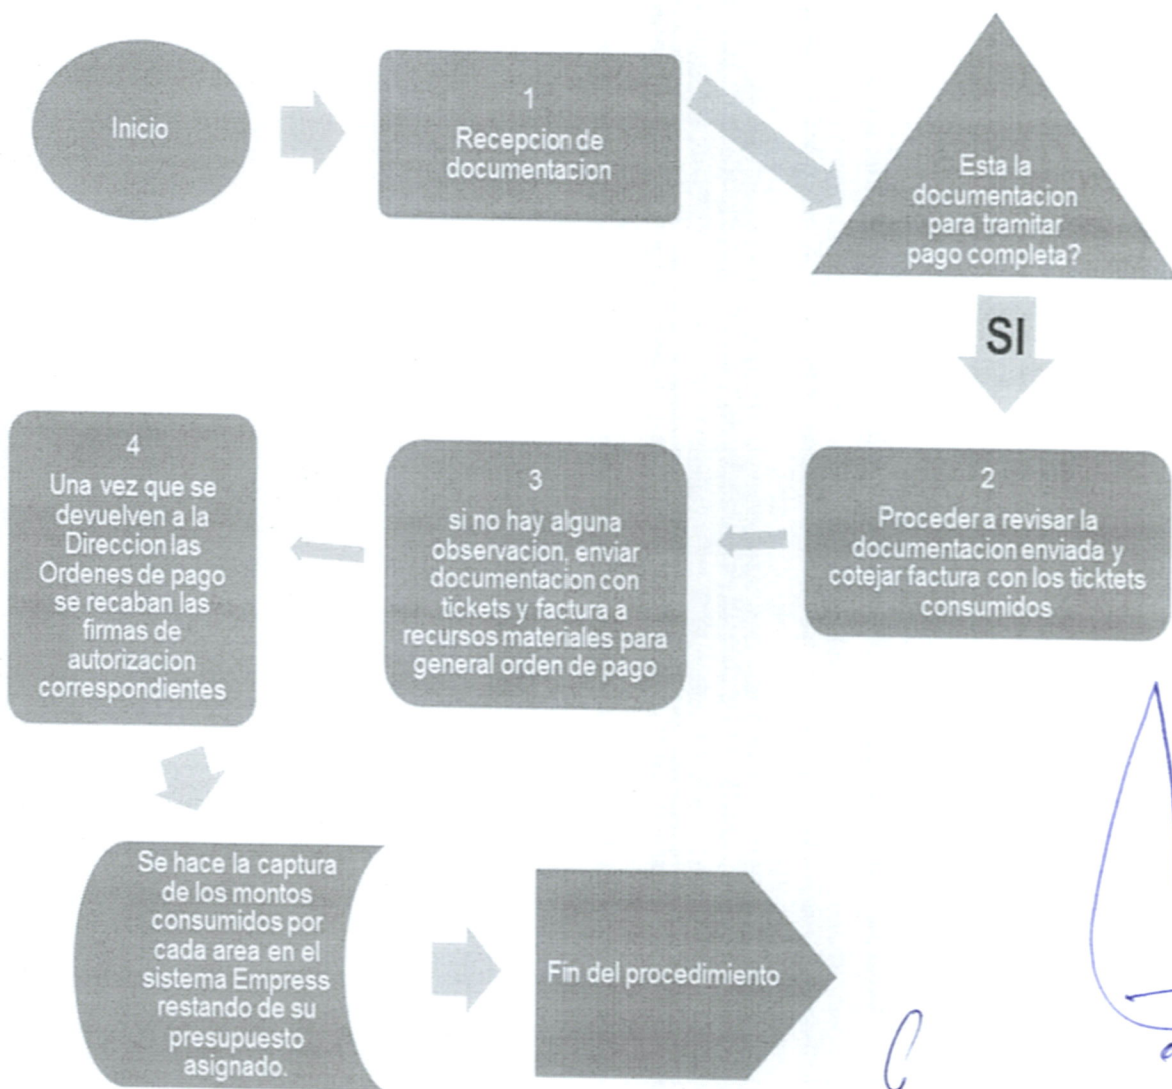 Inicio
1
Recepcion de
documentacion
Esta la
documentacion
para tramitar
pago completa?
SI
2
Proceder a revisar la
documentacion enviada y
cotejar factura con los ticktets
consumidos
3
si no hay alguna
observacion, enviar
documentacion con
tickets y factura a
recursos materiales para
general orden de pago
4
Una vez que se
devuelven a la
Direccion las
Ordenes de pago
se recaban las
firmas de
autorizacion
correspondientes
Se hace la captura
de los montos
consumidos por
cada area en el
sistema Empress
restando de su
presupuesto
asignado.
Fin del procedimiento